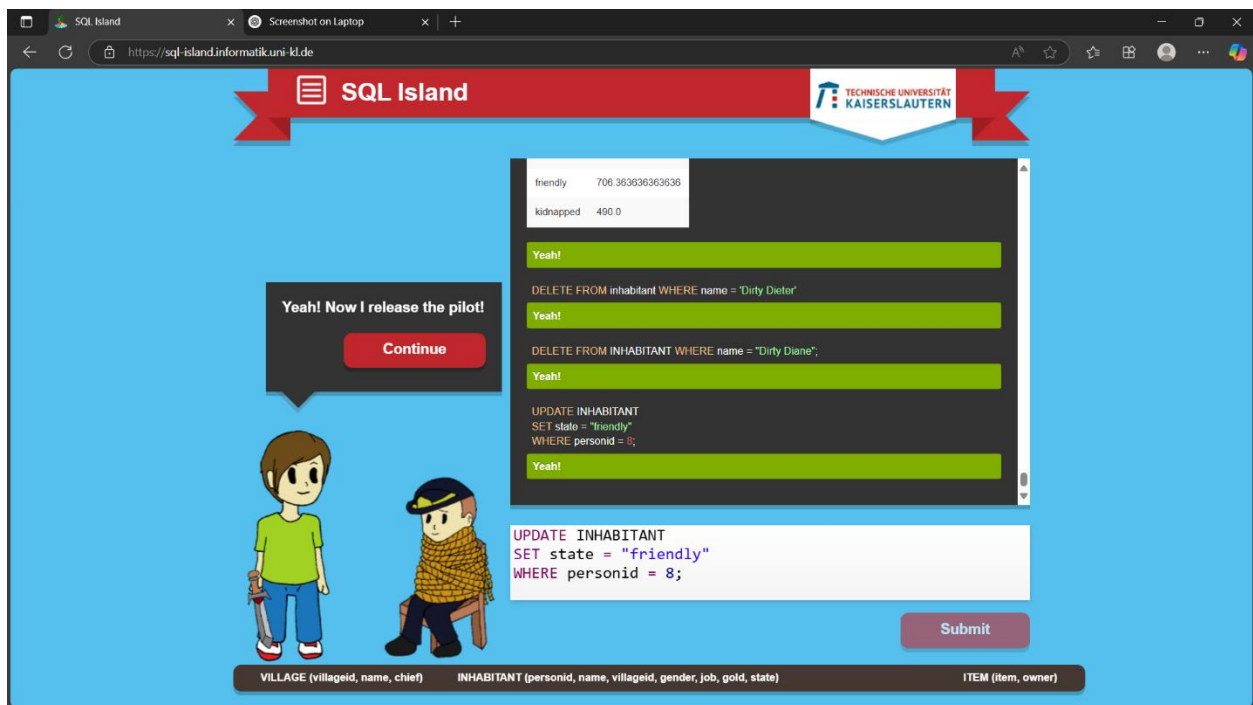 SQL Island
Screenshot on Laptop
https://sql-island.informatik.uni-kl.de
SQL Island
TECHNISCHE UNIVERSITÄT
KAISERSLAUTERN
friendly 706.363636363636
kidnapped 490.0
Yeah!
DELETE FROM inhabitant WHERE name = 'Dirty Dieter'
Yeah!
DELETE FROM INHABITANT WHERE name = "Dirty Diane";
Yeah!
UPDATE INHABITANT
SET state = "friendly"
WHERE personid = 8;
Yeah!
Yeah! Now I release the pilot!
Continue
UPDATE INHABITANT
SET state = "friendly"
WHERE personid = 8;
Submit
VILLAGE (villageid, name, chief) INHABITANT (personid, name, villageid, gender, job, gold, state) ITEM (item, owner)